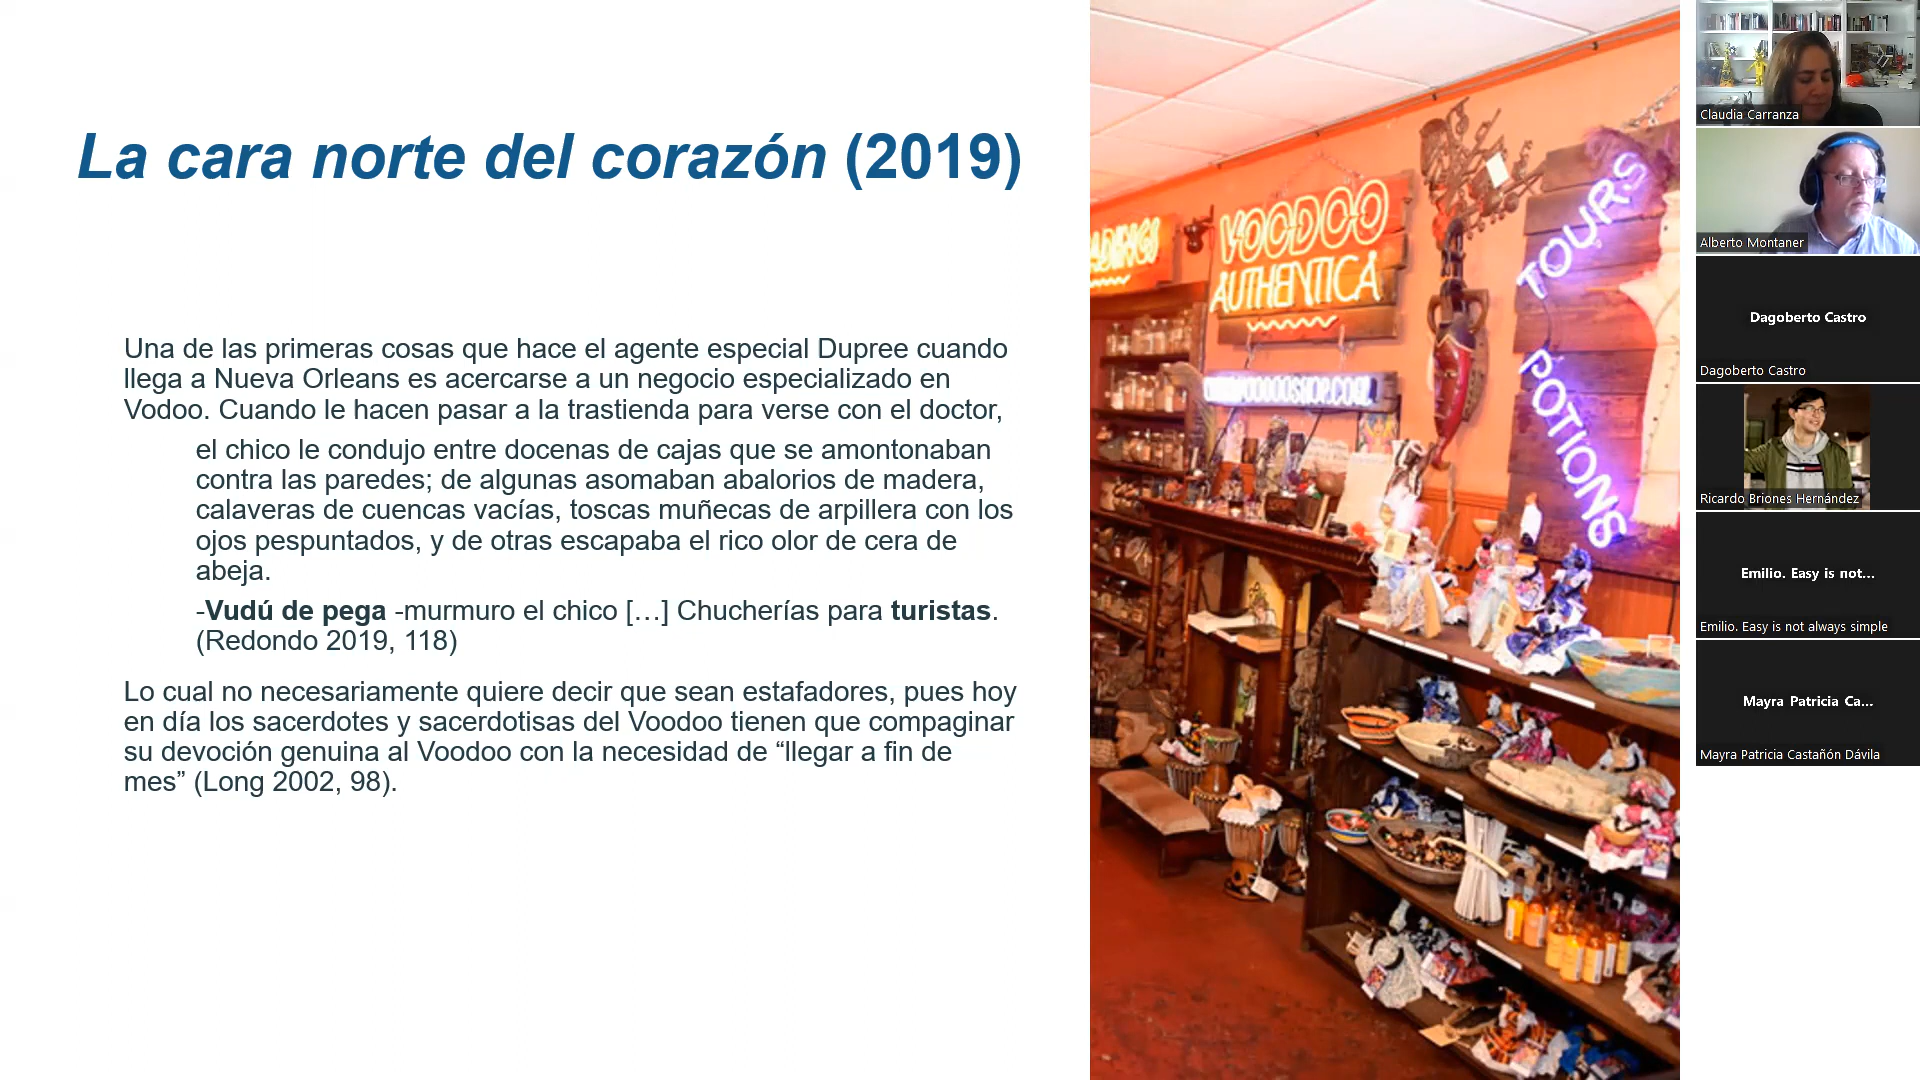 La cara norte del corazón (2019)
Una de las primeras cosas que hace el agente especial Dupree cuando
llega a Nueva Orleans es acercarse a un negocio especializado en
Vodoo. Cuando le hacen pasar a la trastienda para verse con el doctor,
el chico le condujo entre docenas de cajas que se amontonaban
contra las paredes; de algunas asomaban abalorios de madera,
calaveras de cuencas vacías, toscas muñecas de arpillera con los
ojos pespuntados, y de otras escapaba el rico olor de cera de
abeja.
-Vudú de pega -murmuro el chico […] Chucherías para turistas.
(Redondo 2019, 118)
Lo cual no necesariamente quiere decir que sean estafadores, pues hoy
en día los sacerdotes y sacerdotisas del Voodoo tienen que compaginar
su devoción genuina al Voodoo con la necesidad de “llegar a fin de
mes” (Long 2002, 98).
VOODOO
AUTHENTICA
TOURS
POTIONS
Claudia Carranza
Alberto Montaner
Dagoberto Castro
Dagoberto Castro
Ricardo Briones Hernández
Emilio. Easy is not...
Emilio. Easy is not always simple
Mayra Patricia Ca...
Mayra Patricia Castañón Dávila